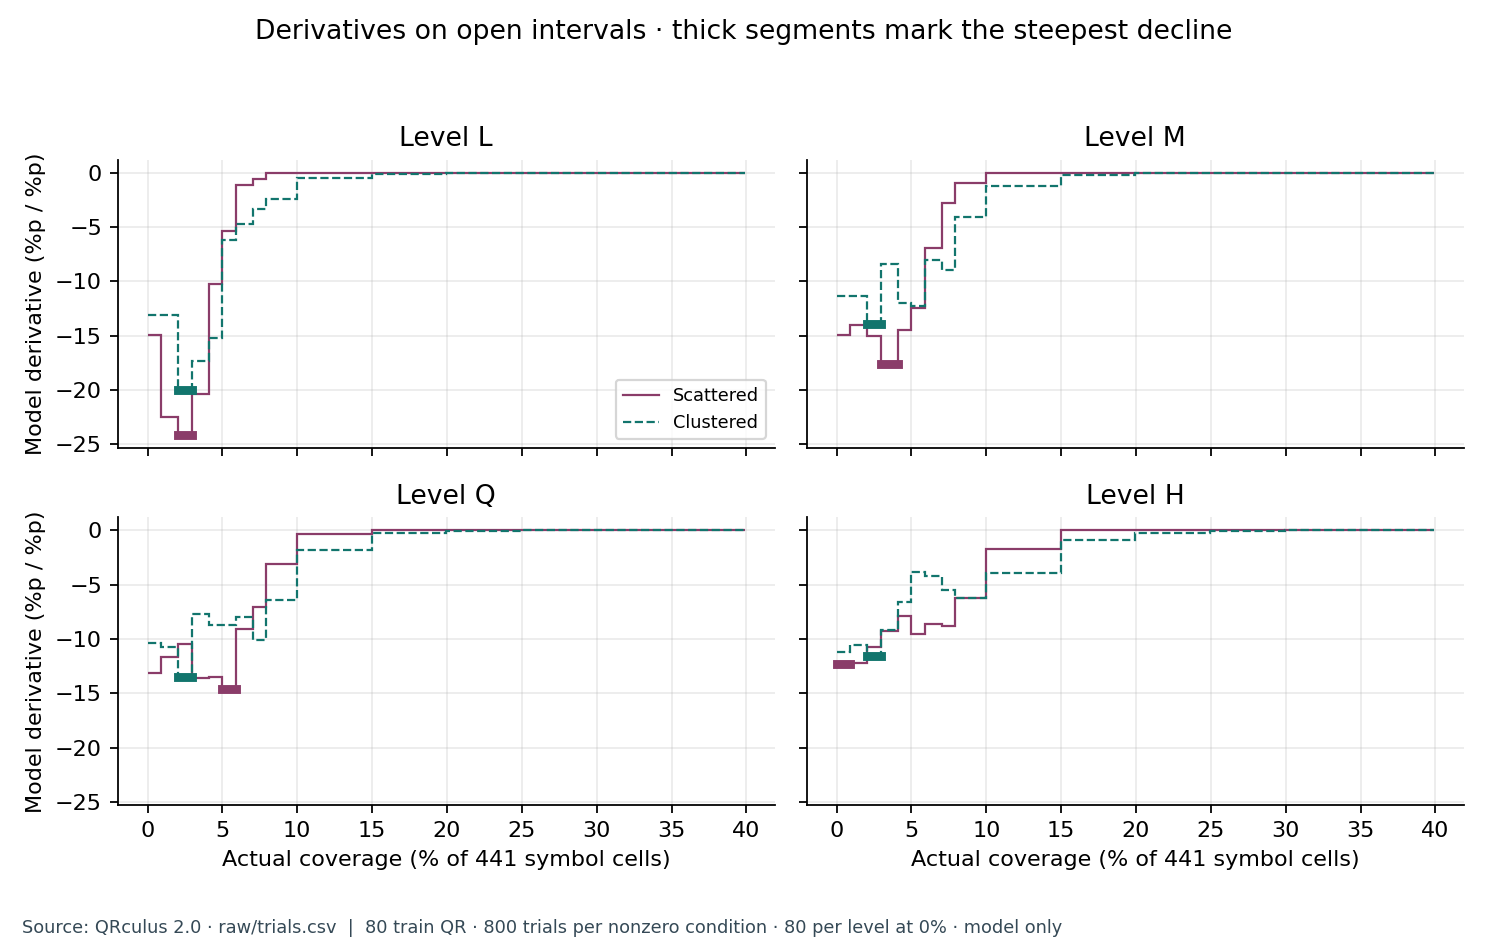 Derivatives on open intervals · thick segments mark the steepest decline
Level L
Level M
Model derivative (%p / %p)
0
−5
−10
−15
−20
−25
Scattered
Clustered
Level Q
Level H
Model derivative (%p / %p)
0
−5
−10
−15
−20
−25
0 5 10 15 20 25 30 35 40
0 5 10 15 20 25 30 35 40
Actual coverage (% of 441 symbol cells)
Actual coverage (% of 441 symbol cells)
Source: QRculus 2.0 · raw/trials.csv | 80 train QR · 800 trials per nonzero condition · 80 per level at 0% · model only